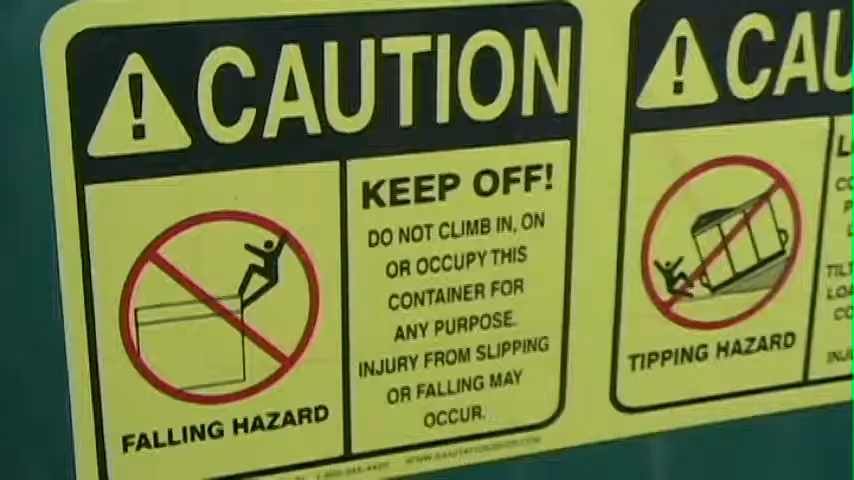 CAUTION
KEEP OFF!
DO NOT CLIMB IN, ON
OR OCCUPY THIS
CONTAINER FOR
ANY PURPOSE.
INJURY FROM SLIPPING
OR FALLING MAY
OCCUR.
FALLING HAZARD
CAU
TIPPING HAZARD